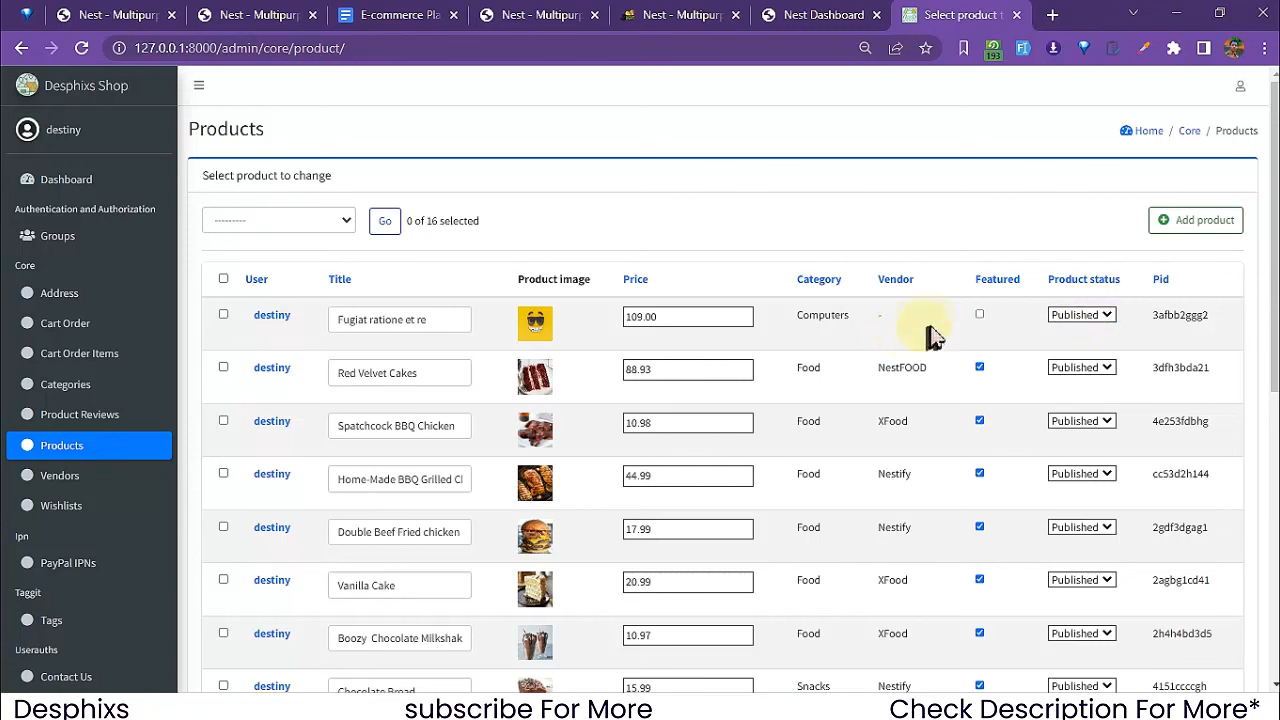 Nest - Multipurp
Nest - Multipurp
E-commerce Pla
Nest - Multipurp
Nest - Multipurp
Nest Dashboard
Select product t
127.0.0.1:8000/admin/core/product/
193
Desphixs Shop
destiny
Dashboard
Authentication and Authorization
Groups
Core
Address
Cart Order
Cart Order Items
Categories
Product Reviews
Products
Vendors
Wishlists
Ipn
PayPal IPNs
Taggit
Tags
Userauths
Contact Us
Products
Home / Core / Products
Select product to change
--------- Go 0 of 16 selected Add product
User Title Product image Price Category Vendor Featured Product status Pid
destiny Fugiat ratione et re 109.00 Computers - Published 3afbb2ggg2
destiny Red Velvet Cakes 88.93 Food NestFOOD Published 3dfh3bda21
destiny Spatchcock BBQ Chicken 10.98 Food XFood Published 4e253fdbhg
destiny Home-Made BBQ Grilled Cl 44.99 Food Nestify Published cc53d2h144
destiny Double Beef Fried chicken 17.99 Food Nestify Published 2gdf3dgag1
destiny Vanilla Cake 20.99 Food XFood Published 2agbg1cd41
destiny Boozy Chocolate Milkshak 10.97 Food XFood Published 2h4h4bd3d5
destiny Chocolate Bread 15.99 Snacks Nestify Published 4151ccccgh
Desphixs subscribe For More Check Description For More*